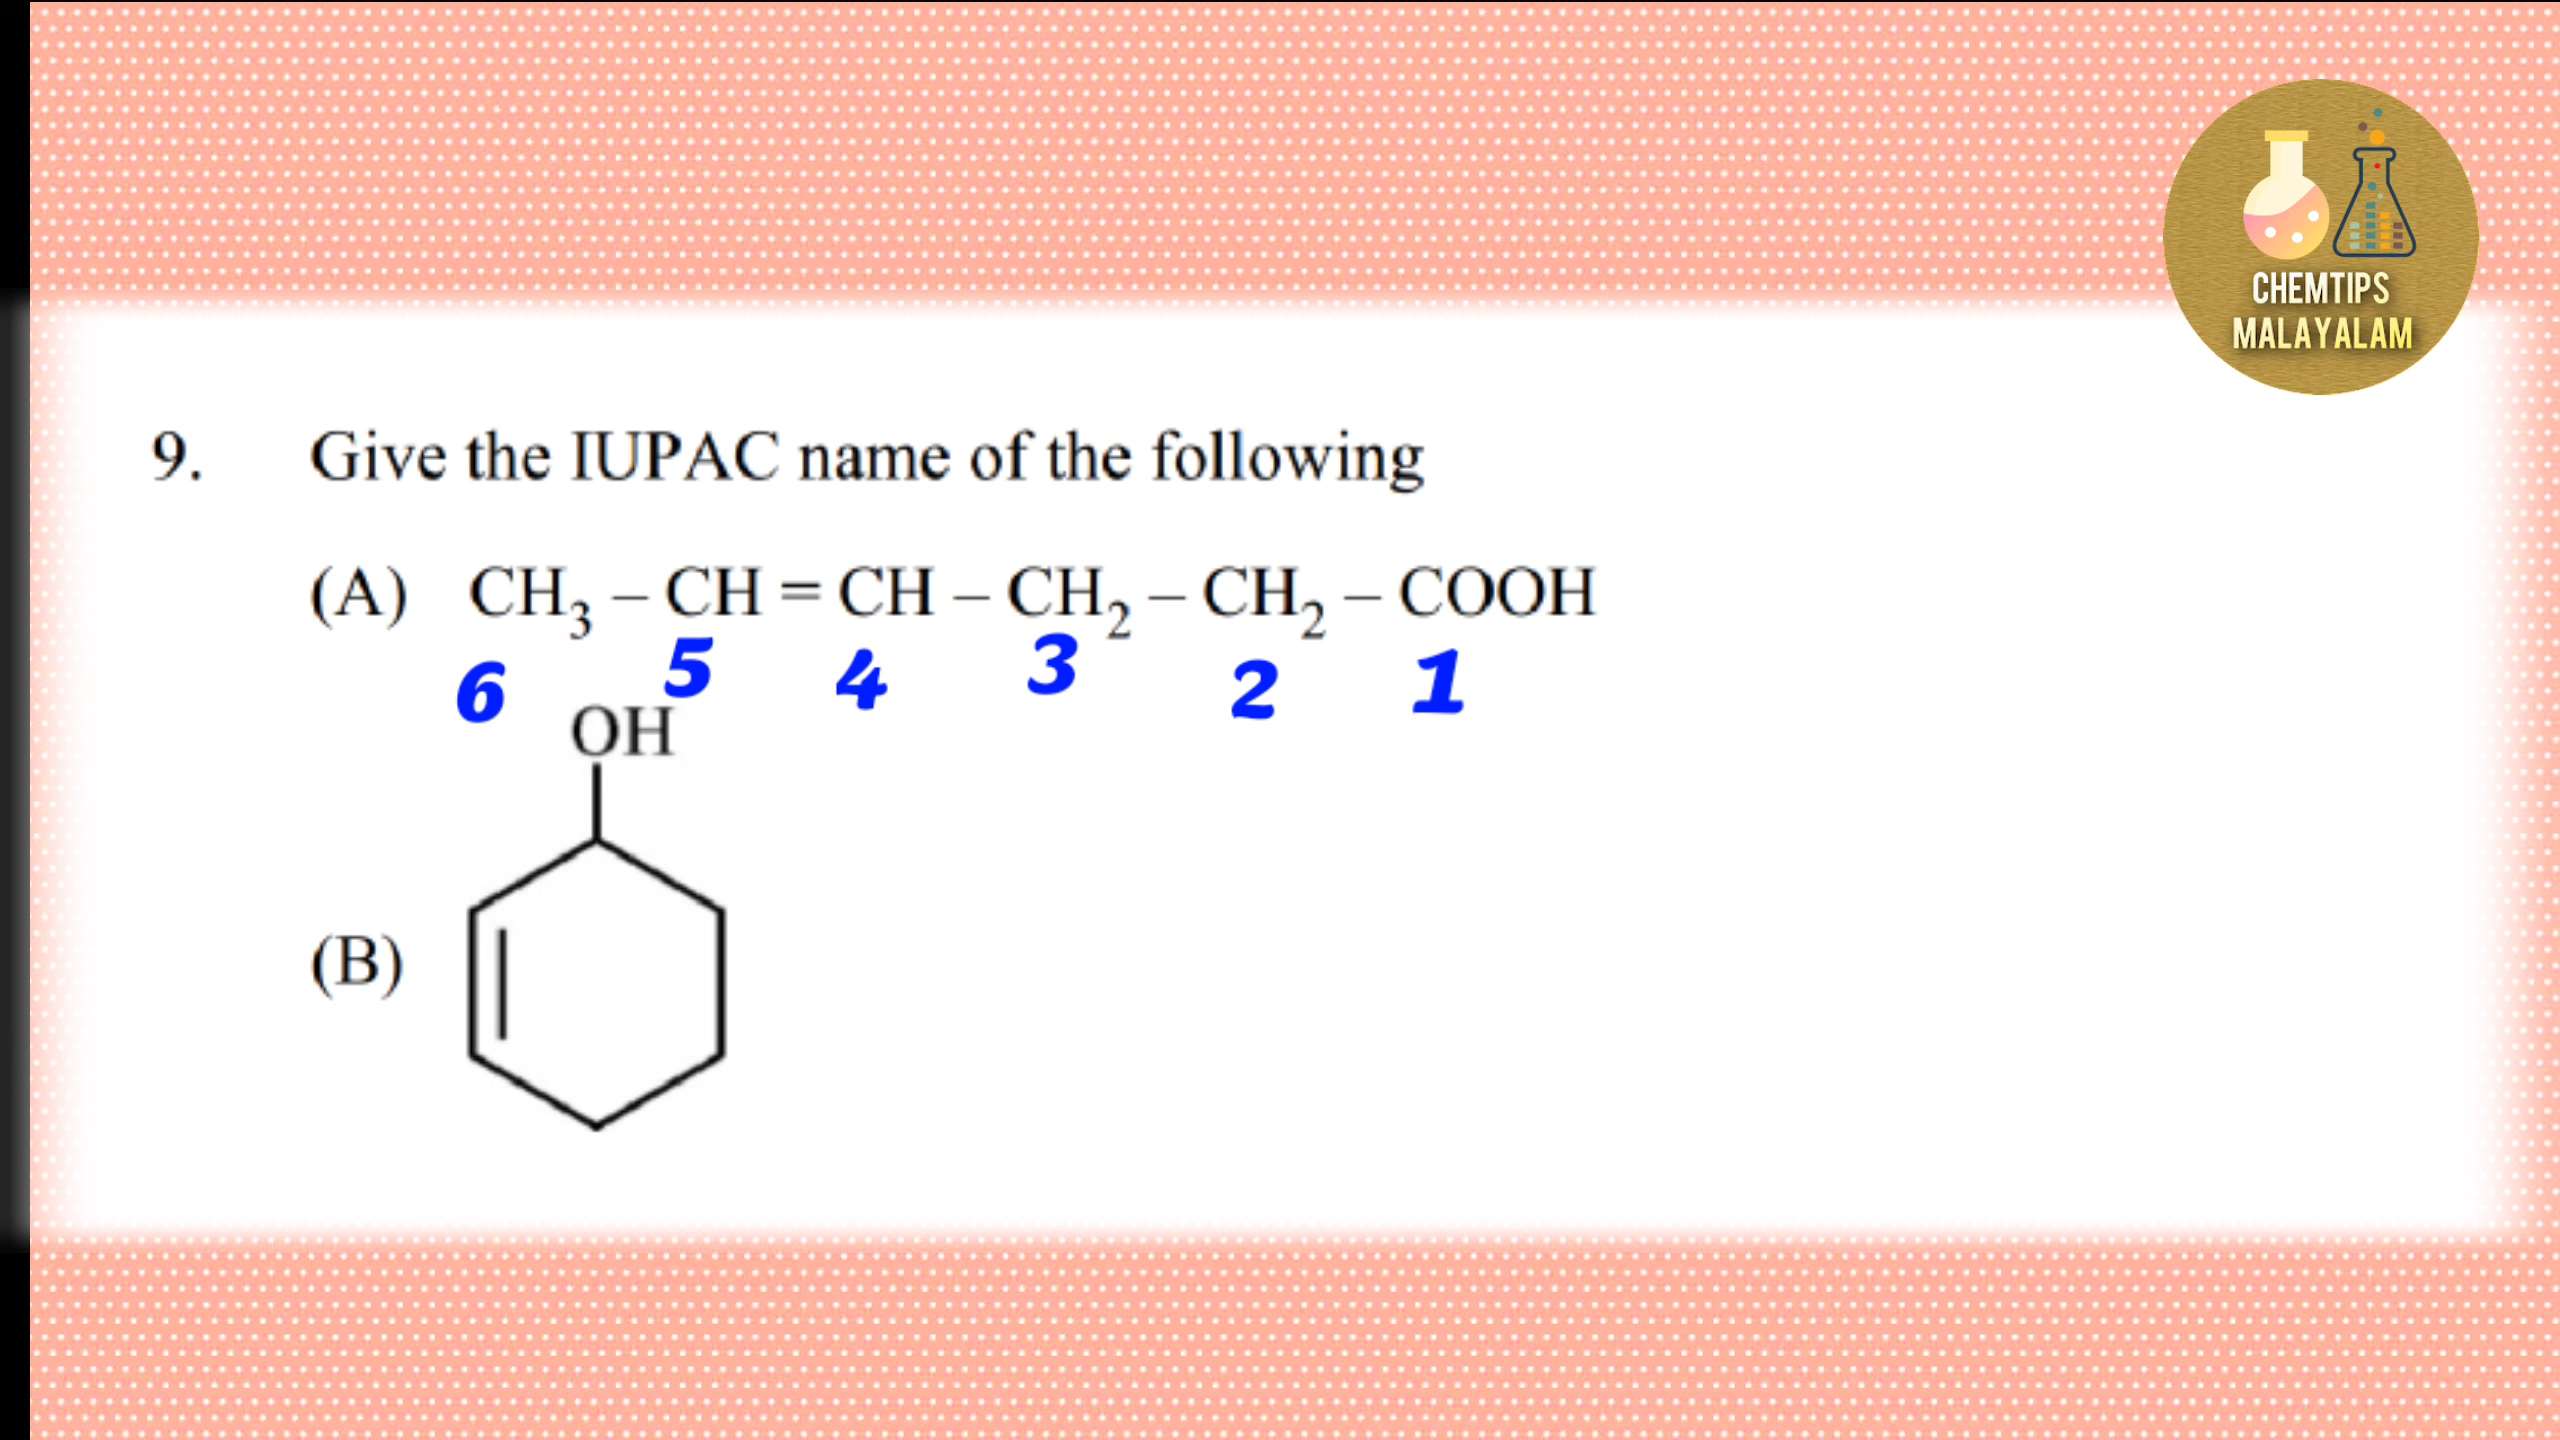 CHEMTIPS
MALAYALAM
9. Give the IUPAC name of the following
(A) CH₃ – CH = CH – CH₂ – CH₂ – COOH
6 5 4 3 2 1
OH
(B)